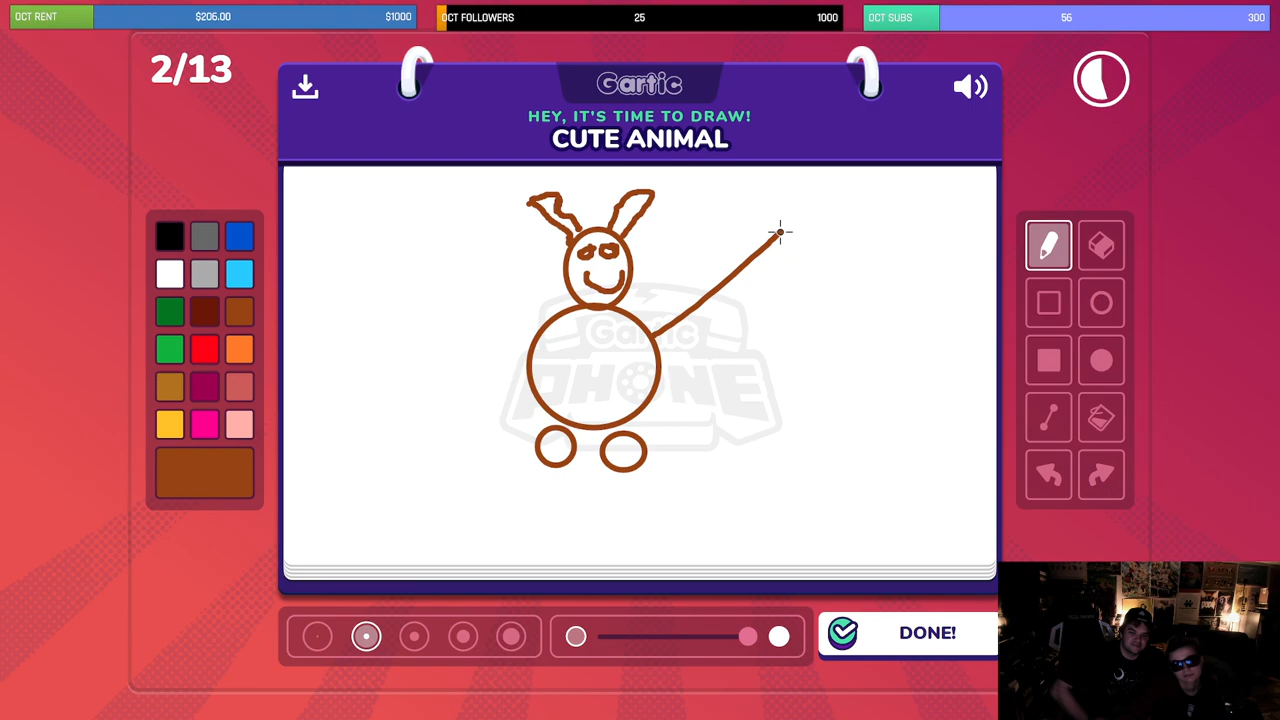 OCT RENT $206.00 $1000 OCT FOLLOWERS 25 1000 OCT SUBS 56 300
2/13
Gartic
HEY, IT'S TIME TO DRAW!
CUTE ANIMAL
Gartic
PHONE
DONE!